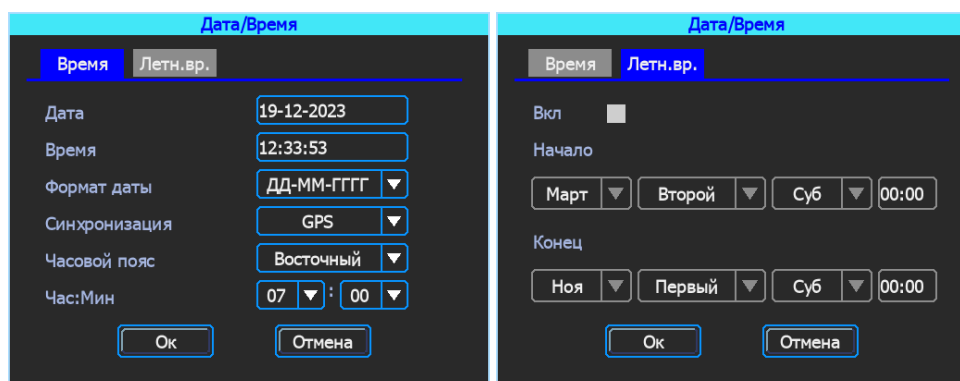 Дата/Время
Время Летн.вр.
Дата 19-12-2023
Время 12:33:53
Формат даты ДД-ММ-ГГГГ
Синхронизация GPS
Часовой пояс Восточный
Час:Мин 07 : 00
Ок Отмена
Дата/Время
Время Летн.вр.
Вкл
Начало
Март Второй Суб 00:00
Конец
Ноя Первый Суб 00:00
Ок Отмена